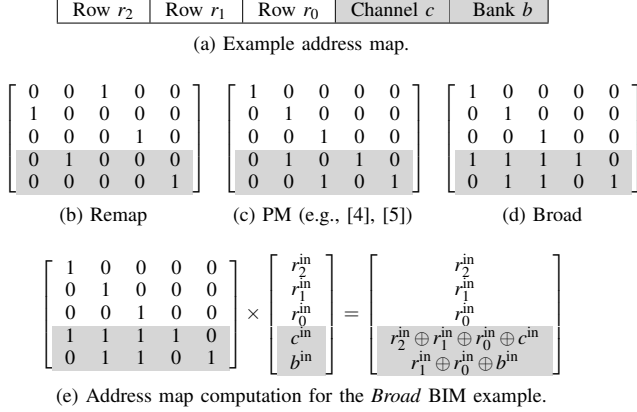 Row r₂ Row r₁ Row r₀ Channel c Bank b
(a) Example address map.
0 0 1 0 0 1 0 0 0 0 1 0 0 0 0
1 0 0 0 0 0 1 0 0 0 0 1 0 0 0
0 0 0 1 0 0 0 1 0 0 0 0 1 0 0
0 1 0 0 0 0 1 0 1 0 1 1 1 1 0
0 0 0 0 1 0 0 1 0 1 0 1 1 0 1
(b) Remap (c) PM (e.g., [4], [5]) (d) Broad
1 0 0 0 0 r₂ⁱⁿ r₂ⁱⁿ
0 1 0 0 0 r₁ⁱⁿ r₁ⁱⁿ
0 0 1 0 0 × r₀ⁱⁿ = r₀ⁱⁿ
1 1 1 1 0 cⁱⁿ r₂ⁱⁿ ⊕ r₁ⁱⁿ ⊕ r₀ⁱⁿ ⊕ cⁱⁿ
0 1 1 0 1 bⁱⁿ r₁ⁱⁿ ⊕ r₀ⁱⁿ ⊕ bⁱⁿ
(e) Address map computation for the Broad BIM example.